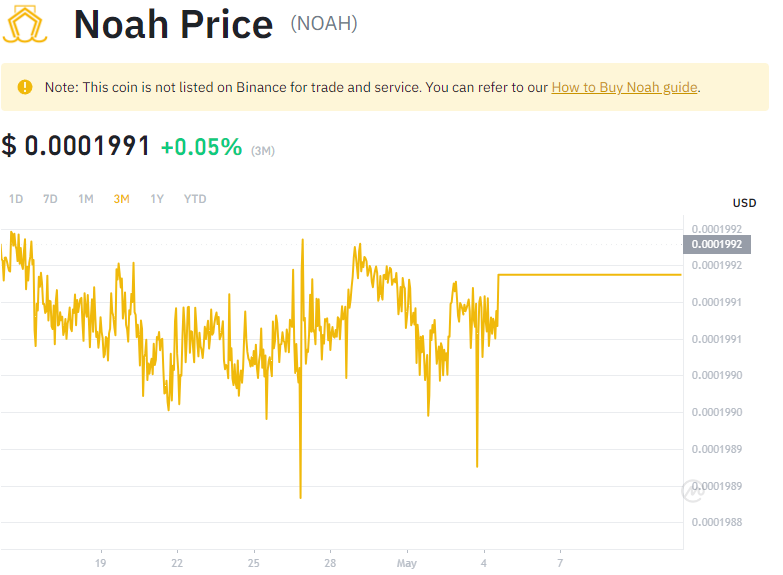 Noah Price (NOAH)
Note: This coin is not listed on Binance for trade and service. You can refer to our How to Buy Noah guide.
$ 0.0001991 +0.05% (3M)
1D 7D 1M 3M 1Y YTD
USD
0.0001992
0.0001992
0.0001992
0.0001991
0.0001991
0.0001990
0.0001990
0.0001989
0.0001989
0.0001988
19 22 25 28 May 4 7